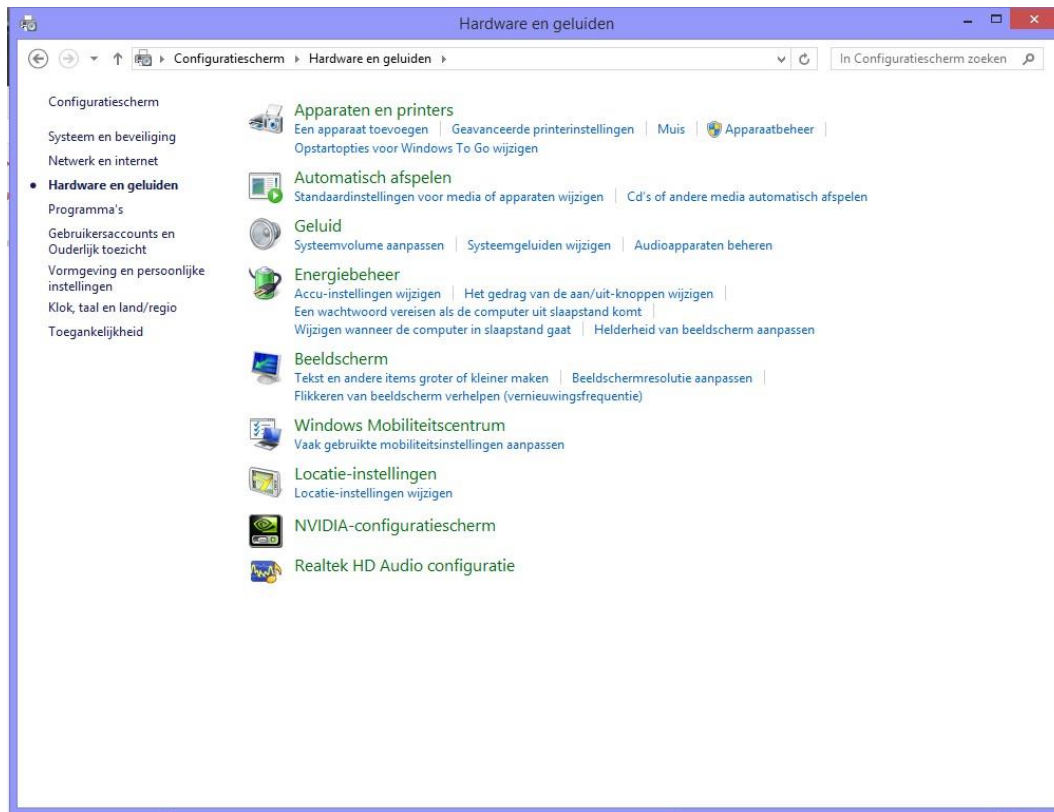 Hardware en geluiden
Configuratiescherm Hardware en geluiden
In Configuratiescherm zoeken
Configuratiescherm
Systeem en beveiliging
Netwerk en internet
Hardware en geluiden
Programma's
Gebruikersaccounts en
Ouderlijk toezicht
Vormgeving en persoonlijke
instellingen
Klok, taal en land/regio
Toegankelijkheid
Apparaten en printers
Een apparaat toevoegen Geavanceerde printerinstellingen Muis Apparaatbeheer
Opstartopties voor Windows To Go wijzigen
Automatisch afspelen
Standaardinstellingen voor media of apparaten wijzigen Cd's of andere media automatisch afspelen
Geluid
Systeemvolume aanpassen Systeemgeluiden wijzigen Audioapparaten beheren
Energiebeheer
Accu-instellingen wijzigen Het gedrag van de aan/uit-knoppen wijzigen
Een wachtwoord vereisen als de computer uit slaapstand komt
Wijzigen wanneer de computer in slaapstand gaat Helderheid van beeldscherm aanpassen
Beeldscherm
Tekst en andere items groter of kleiner maken Beeldschermresolutie aanpassen
Flikkeren van beeldscherm verhelpen (vernieuwingsfrequentie)
Windows Mobiliteitscentrum
Vaak gebruikte mobiliteitsinstellingen aanpassen
Locatie-instellingen
Locatie-instellingen wijzigen
NVIDIA-configuratiescherm
Realtek HD Audio configuratie